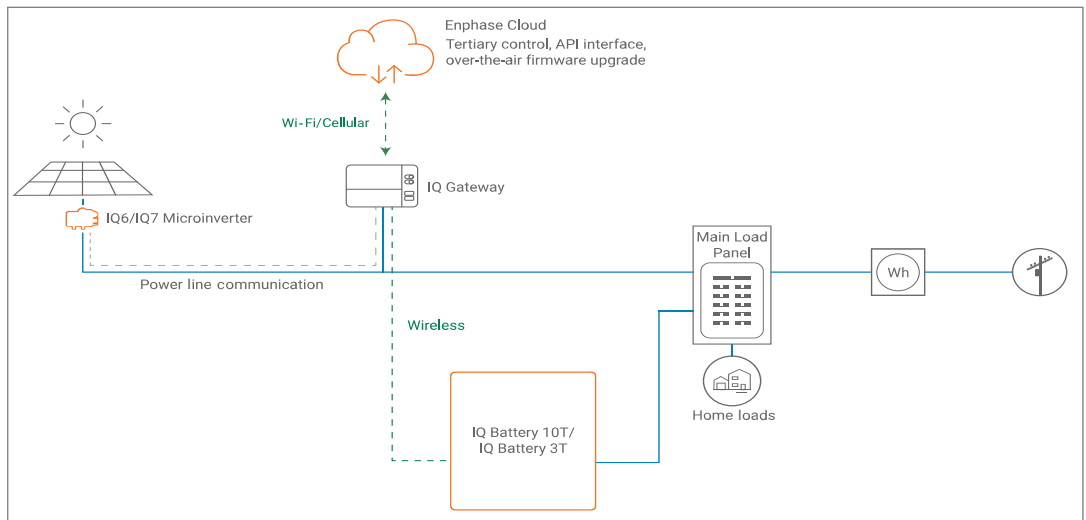 Enphase Cloud
Tertiary control, API interface,
over-the-air firmware upgrade
Wi-Fi/Cellular
IQ Gateway
IQ6/IQ7 Microinverter
Main Load
Panel
Wh
Power line communication
Wireless
Home loads
IQ Battery 10T/
IQ Battery 3T